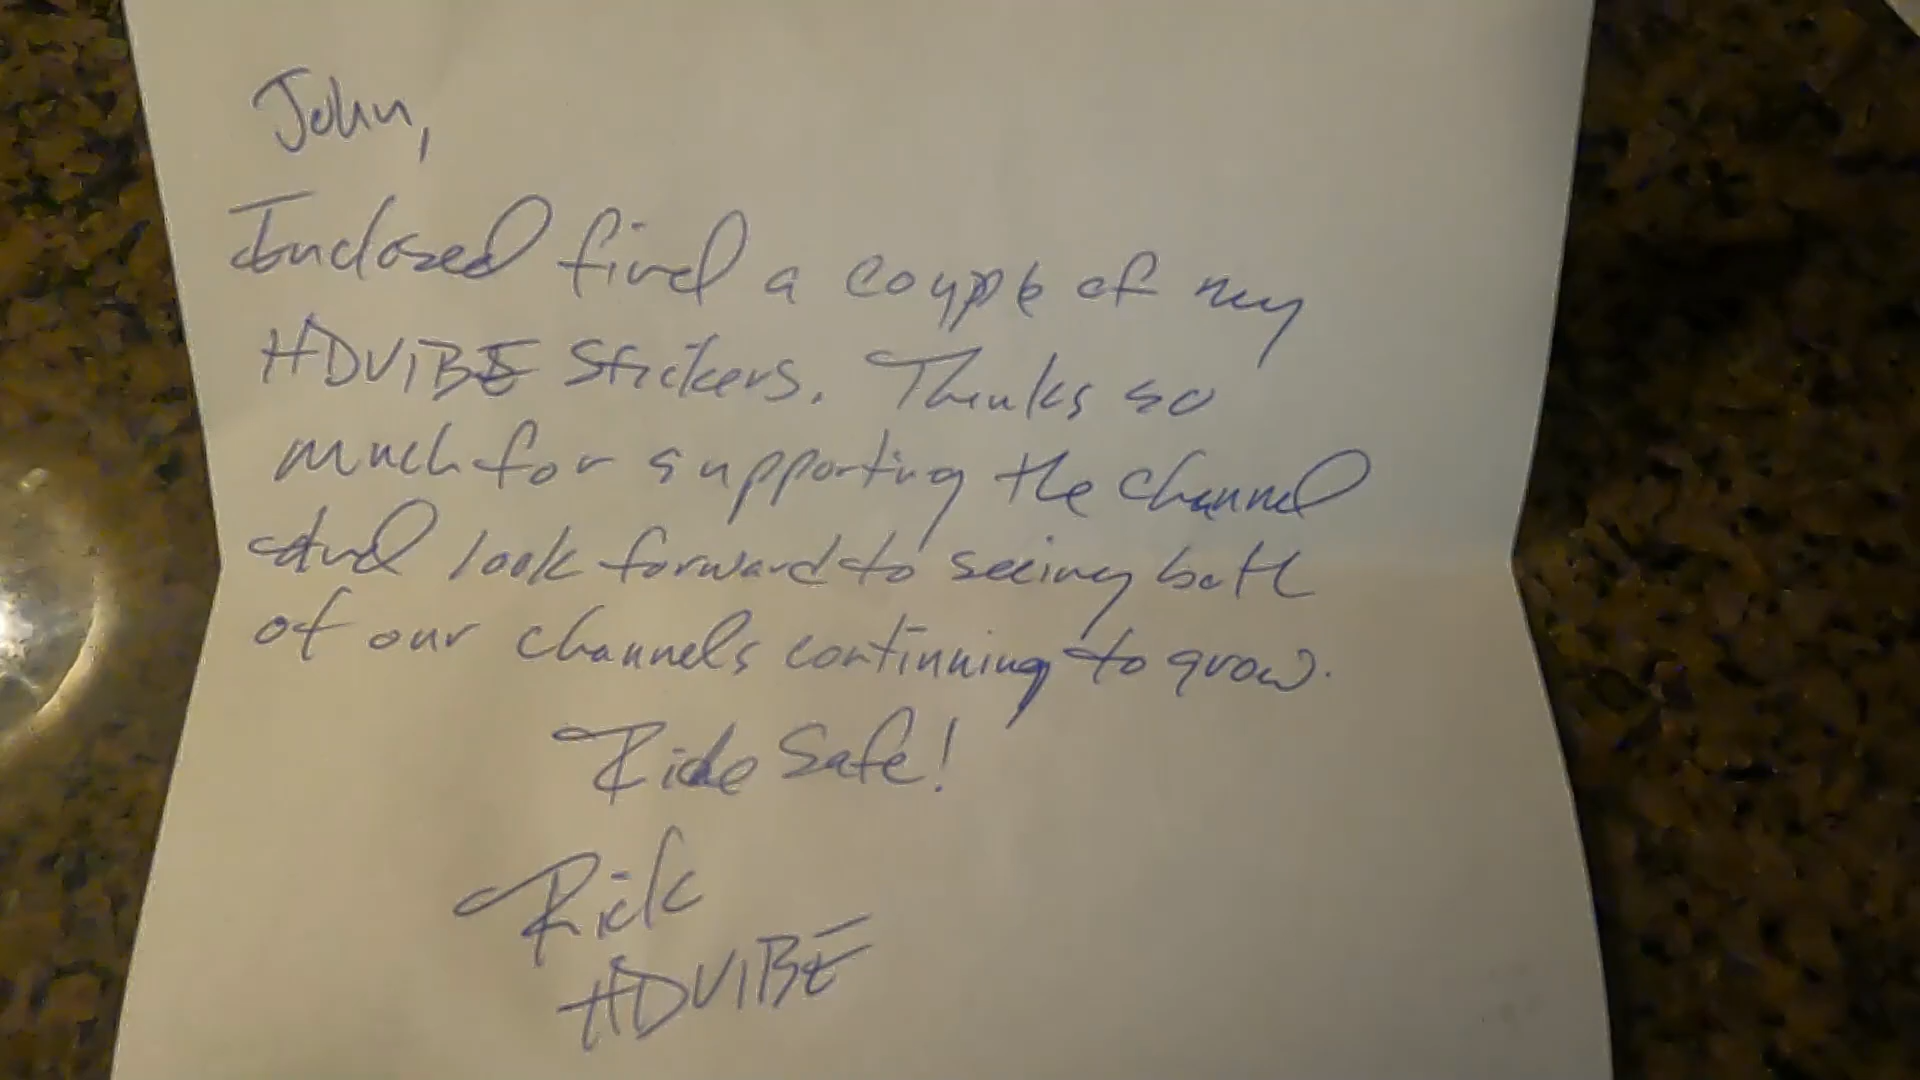 John,
Enclosed find a couple of my
HDVIBE Stickers. Thanks so
much for supporting the channel
And look forward to seeing both
of our channels continuing to grow.
Ride Safe!
Rick
HDVIBE